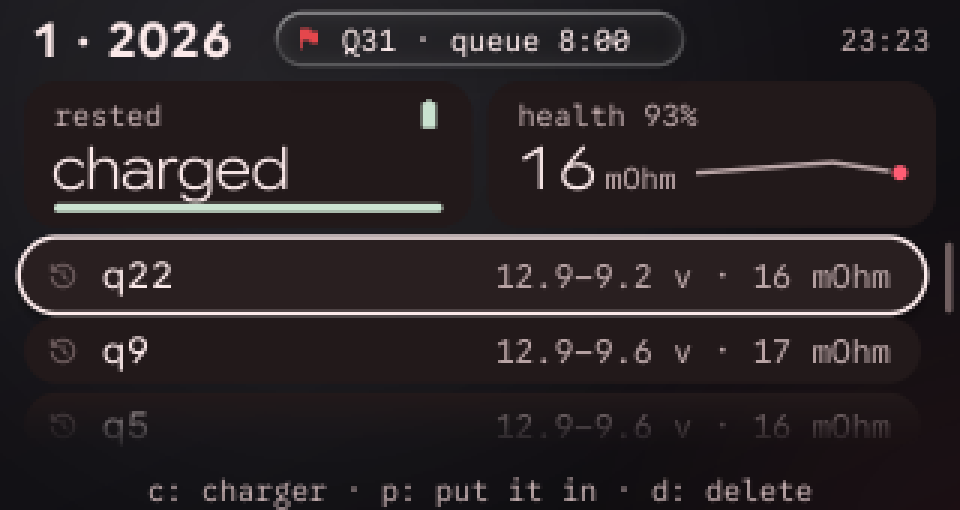 1 · 2026
Q31 · queue 8:00
23:23
rested
charged
health 93%
16 mOhm
q22 12.9–9.2 v · 16 mOhm
q9 12.9–9.6 v · 17 mOhm
q5 12.9–9.6 v · 16 mOhm
c: charger · p: put it in · d: delete